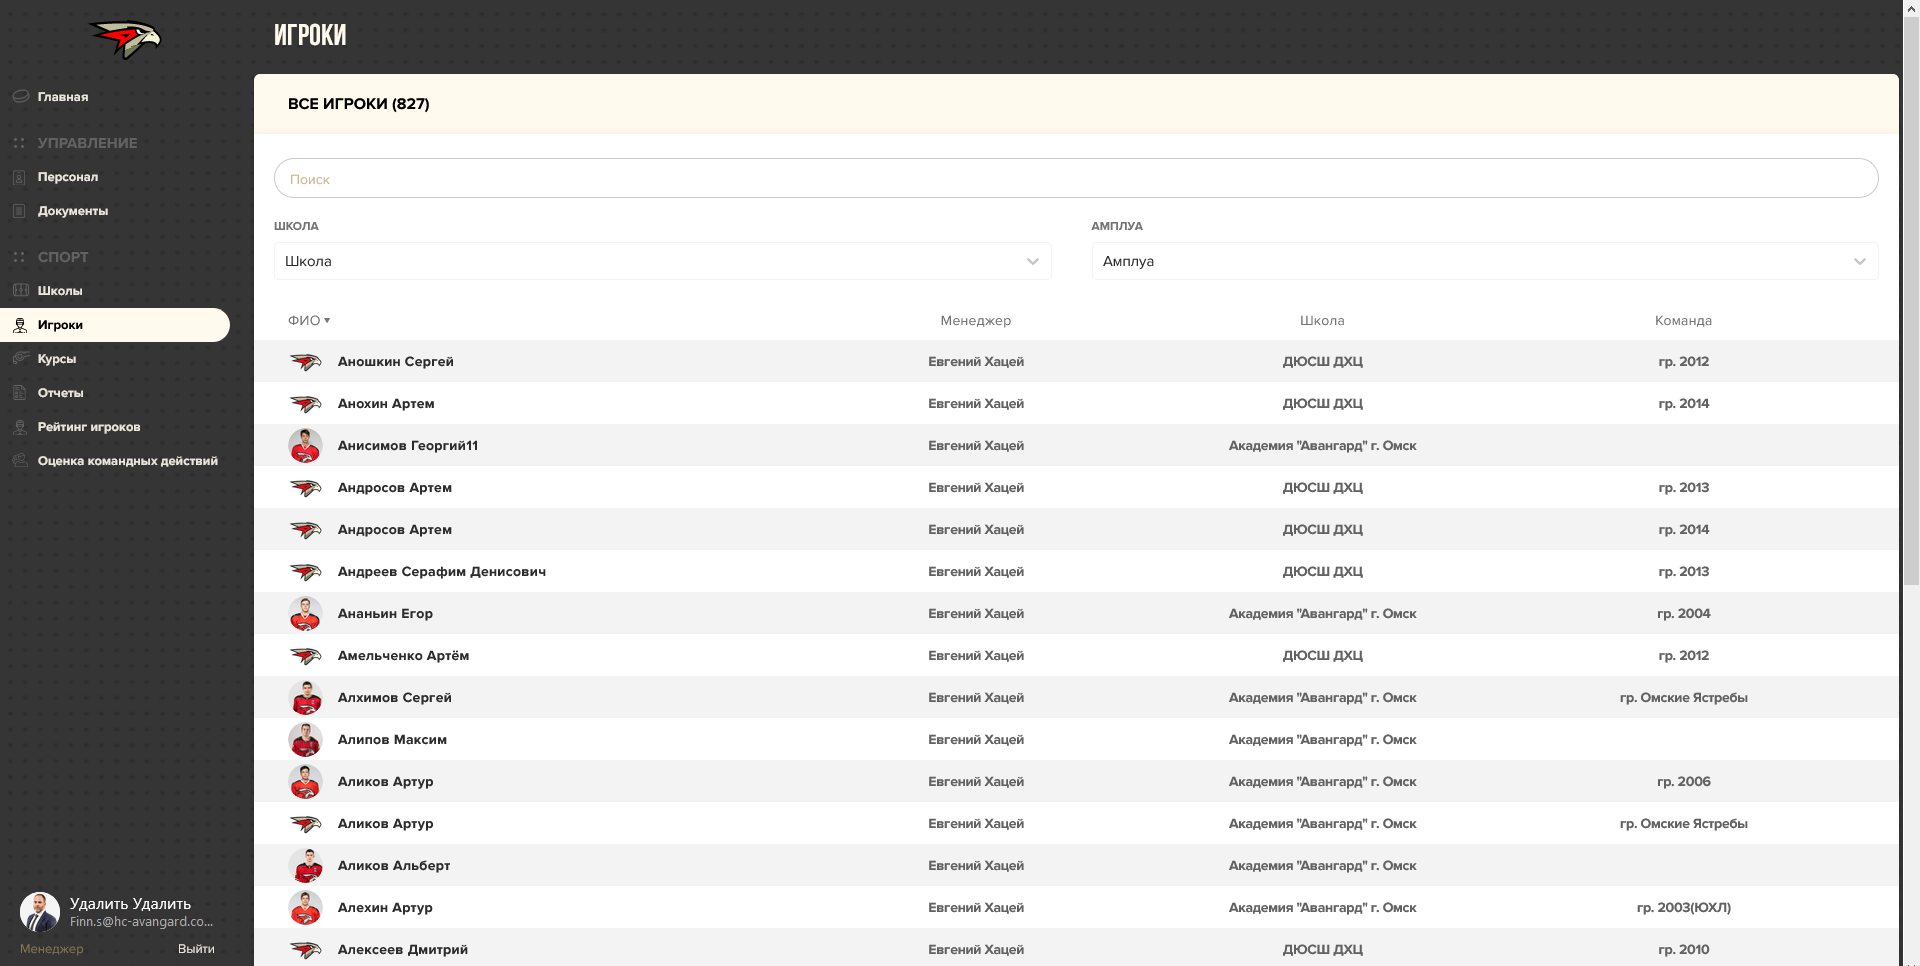 ИГРОКИ
Главная
УПРАВЛЕНИЕ
Персонал
Документы
СПОРТ
Школы
Игроки
Курсы
Отчеты
Рейтинг игроков
Оценка командных действий
Удалить Удалить
Finn.s@hc-avangard.co...
Менеджер Выйти
ВСЕ ИГРОКИ (827)
Поиск
ШКОЛА АМПЛУА
Школа Амплуа
ФИО Менеджер Школа Команда
Аношкин Сергей Евгений Хацей ДЮСШ ДХЦ гр. 2012
Анохин Артем Евгений Хацей ДЮСШ ДХЦ гр. 2014
Анисимов Георгий11 Евгений Хацей Академия "Авангард" г. Омск
Андросов Артем Евгений Хацей ДЮСШ ДХЦ гр. 2013
Андросов Артем Евгений Хацей ДЮСШ ДХЦ гр. 2014
Андреев Серафим Денисович Евгений Хацей ДЮСШ ДХЦ гр. 2013
Ананьин Егор Евгений Хацей Академия "Авангард" г. Омск гр. 2004
Амельченко Артём Евгений Хацей ДЮСШ ДХЦ гр. 2012
Алхимов Сергей Евгений Хацей Академия "Авангард" г. Омск гр. Омские Ястребы
Алипов Максим Евгений Хацей Академия "Авангард" г. Омск
Аликов Артур Евгений Хацей Академия "Авангард" г. Омск гр. 2006
Аликов Артур Евгений Хацей Академия "Авангард" г. Омск гр. Омские Ястребы
Аликов Альберт Евгений Хацей Академия "Авангард" г. Омск
Алехин Артур Евгений Хацей Академия "Авангард" г. Омск гр. 2003(ЮХЛ)
Алексеев Дмитрий Евгений Хацей ДЮСШ ДХЦ гр. 2010